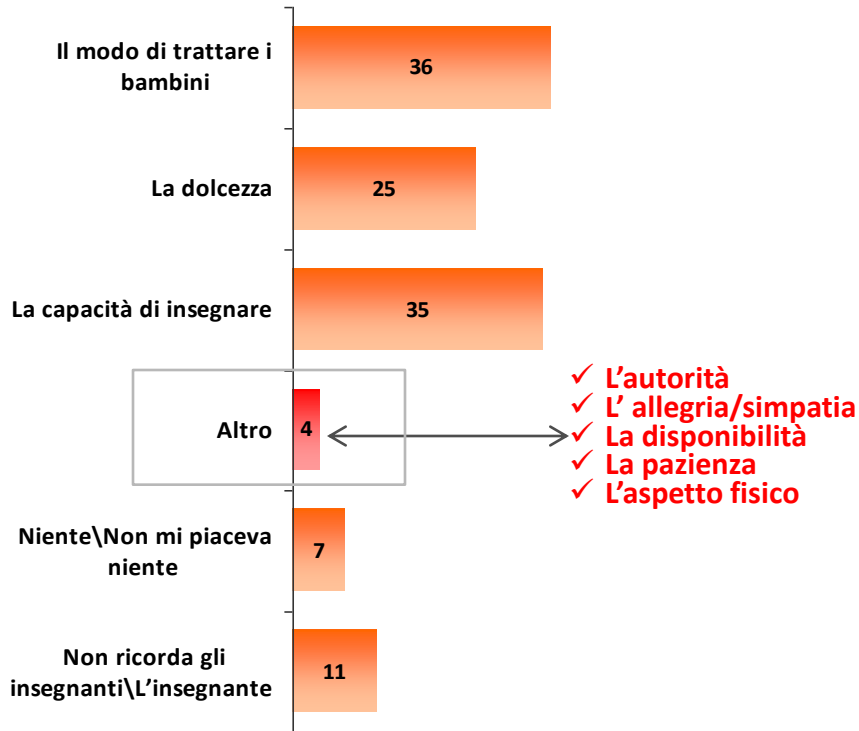 Il modo di trattare i
bambini
36
La dolcezza
25
La capacità di insegnare
35
Altro
4
✓ L'autorità
✓ L' allegria/simpatia
✓ La disponibilità
✓ La pazienza
✓ L'aspetto fisico
Niente\Non mi piaceva
niente
7
Non ricorda gli
insegnanti\L'insegnante
11